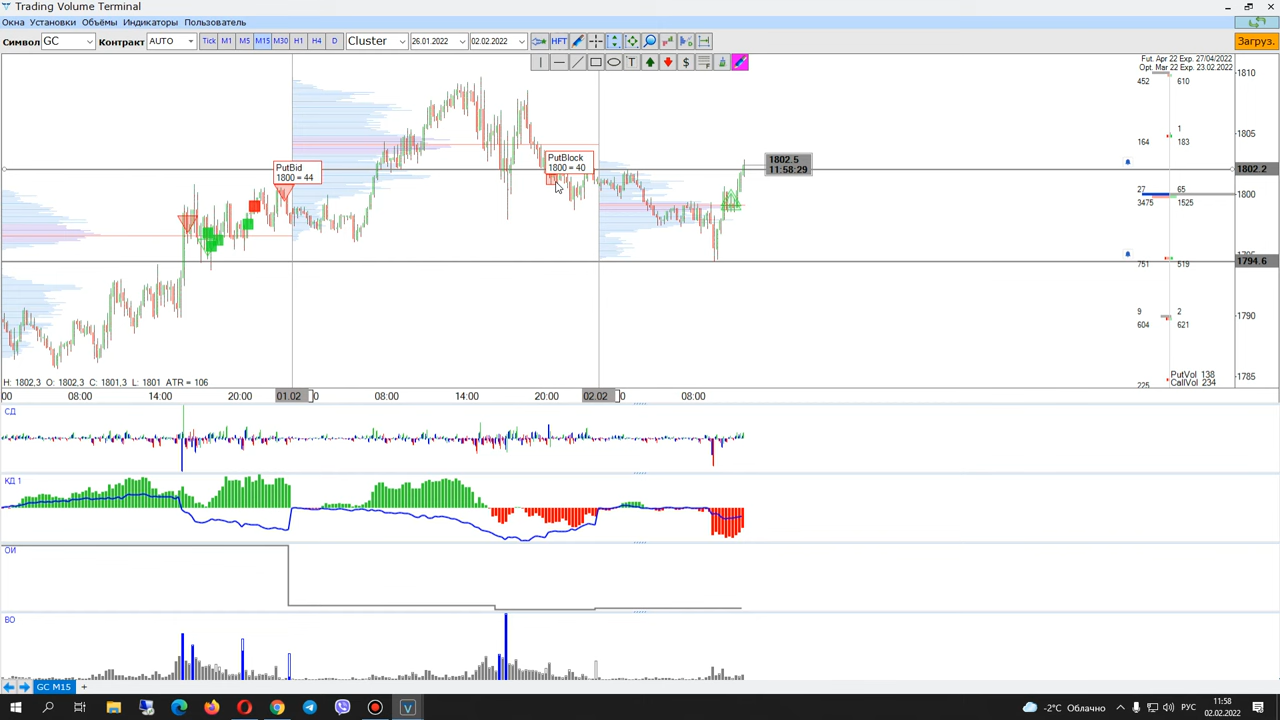 Trading Volume Terminal
Окна Установки Объёмы Индикаторы Пользователь
Символ GC Контракт AUTO Tick M1 M5 M15 M30 H1 H4 D Cluster 26.01.2022 02.02.2022 HFT Загруз.
T $
Fut. Apr 22 Exp. 27/04/2022
Opt. Mar 22 Exp. 23.02.2022
452 610
1810
1
164 183
1805
PutBid
1800 = 44
PutBlock
1800 = 40
1802.5
11:58:29
1802.2
27 65
3475 1525
1800
1794.6
751 519
9 2
604 621
1790
PutVol 138
CallVol 234
225
1785
H: 1802,3 O: 1802,3 C: 1801,3 L: 1801 ATR = 106
:00 08:00 14:00 20:00 01.02 08:00 14:00 20:00 02.02 08:00
СД
КД 1
ОИ
ВО
GC M15 +
-2°C Облачно РУС 11:58
02.02.2022